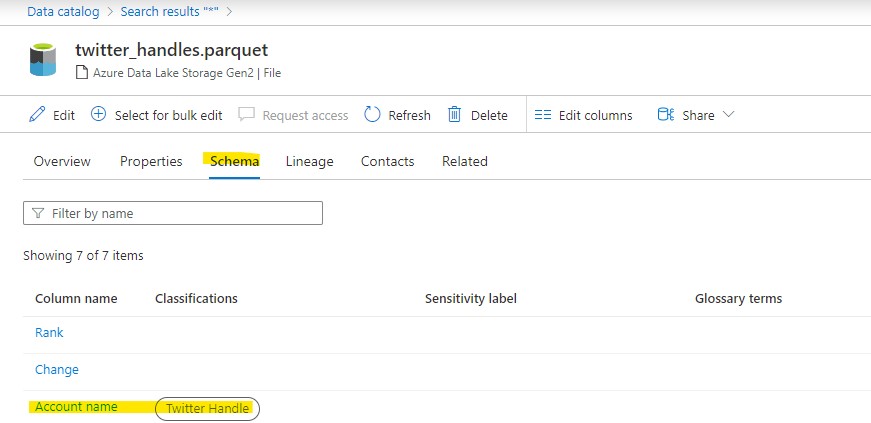 Data catalog > Search results "*" >
twitter_handles.parquet
Azure Data Lake Storage Gen2 | File
Edit Select for bulk edit Request access Refresh Delete Edit columns Share
Overview Properties Schema Lineage Contacts Related
Filter by name
Showing 7 of 7 items
Column name Classifications Sensitivity label Glossary terms
Rank
Change
Account name Twitter Handle